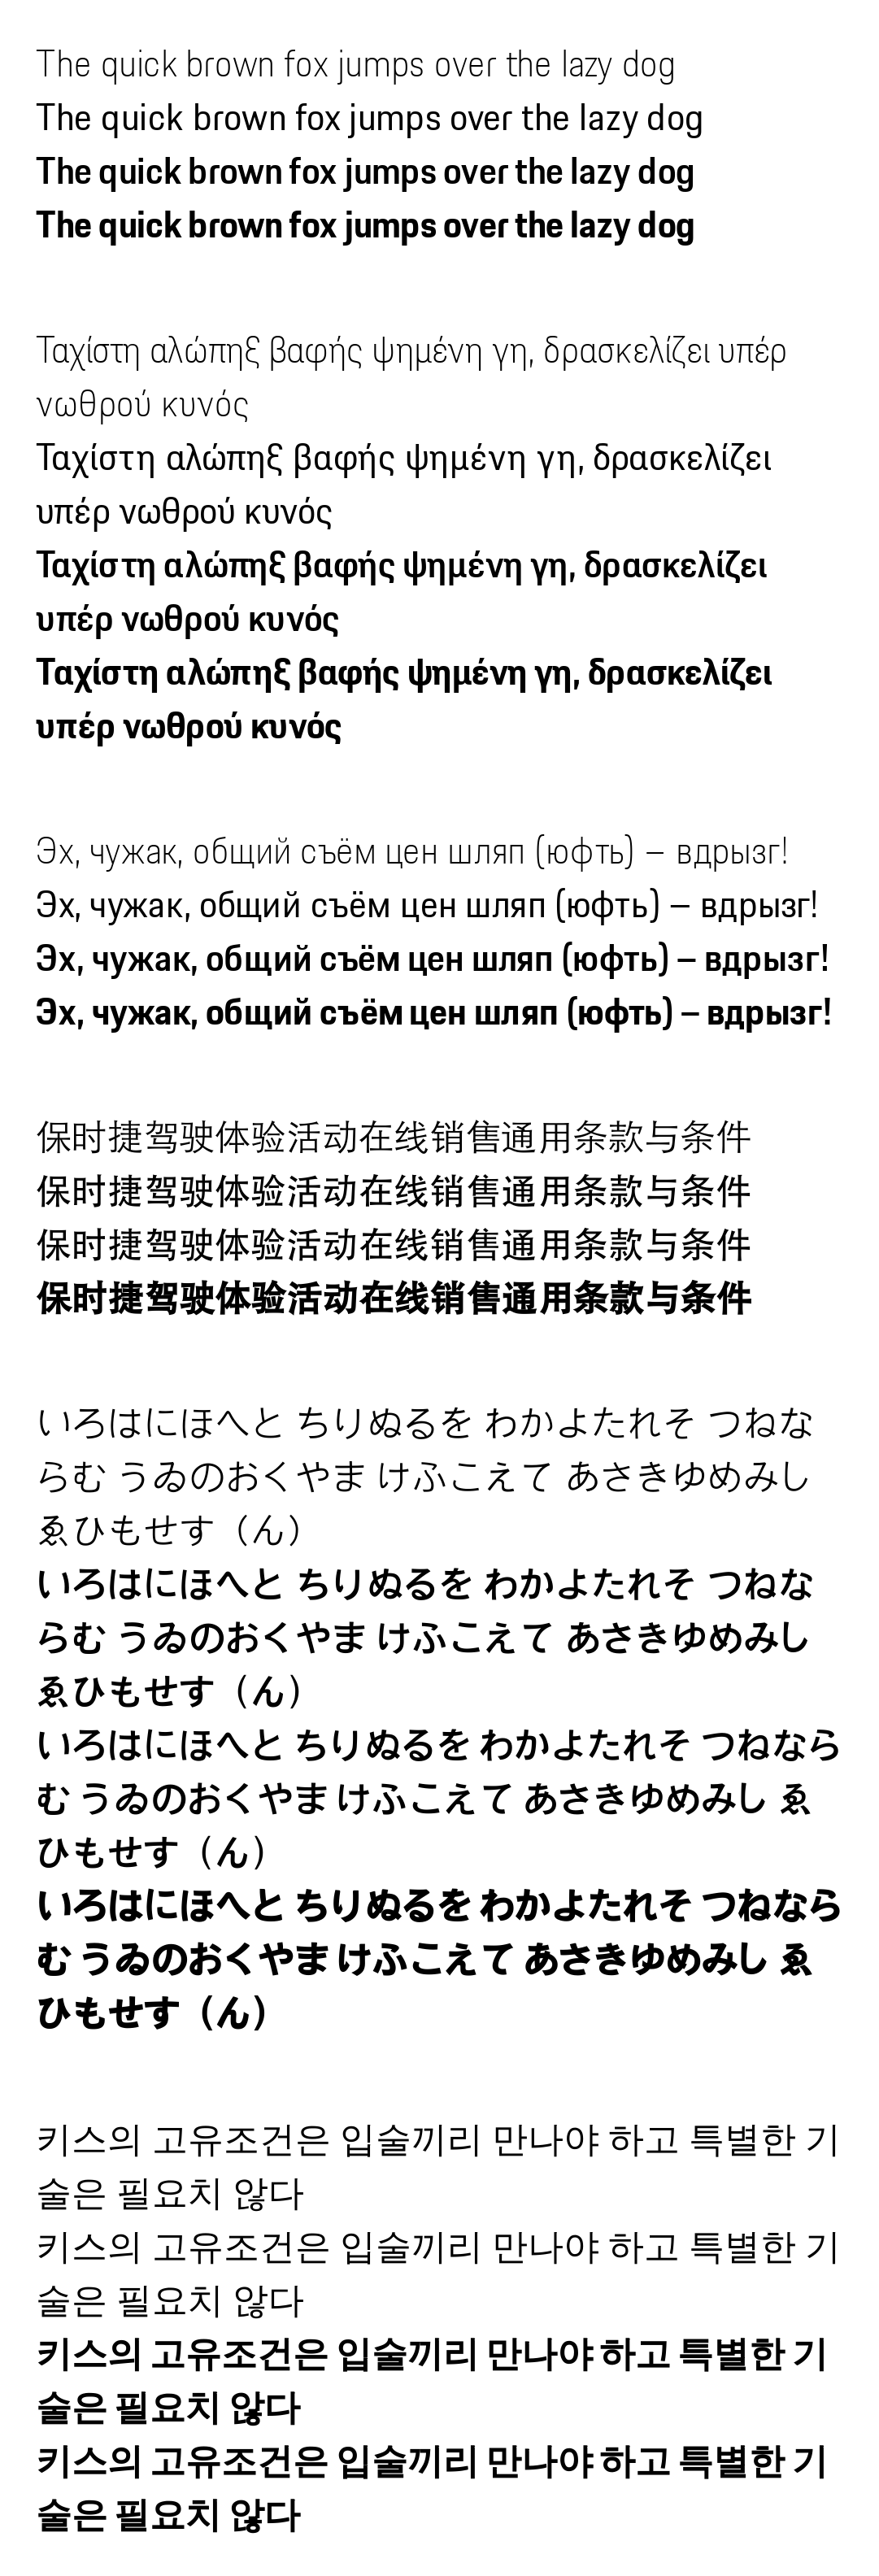 The quick brown fox jumps over the lazy dog
The quick brown fox jumps over the lazy dog
The quick brown fox jumps over the lazy dog
The quick brown fox jumps over the lazy dog
Ταχίστη αλώπηξ βαφής ψημένη γη, δρασκελίζει υπέρ
νωθρού κυνός
Ταχίστη αλώπηξ βαφής ψημένη γη, δρασκελίζει
υπέρ νωθρού κυνός
Ταχίστη αλώπηξ βαφής ψημένη γη, δρασκελίζει
υπέρ νωθρού κυνός
Ταχίστη αλώπηξ βαφής ψημένη γη, δρασκελίζει
υπέρ νωθρού κυνός
Эх, чужак, общий съём цен шляп (юфть) – вдрызг!
Эх, чужак, общий съём цен шляп (юфть) – вдрызг!
Эх, чужак, общий съём цен шляп (юфть) – вдрызг!
Эх, чужак, общий съём цен шляп (юфть) – вдрызг!
保时捷驾驶体验活动在线销售通用条款与条件
保时捷驾驶体验活动在线销售通用条款与条件
保时捷驾驶体验活动在线销售通用条款与条件
保时捷驾驶体验活动在线销售通用条款与条件
いろはにほへと ちりぬるを わかよたれそ つねな
らむ うゐのおくやま けふこえて あさきゆめみし
ゑひもせす（ん）
いろはにほへと ちりぬるを わかよたれそ つねな
らむ うゐのおくやま けふこえて あさきゆめみし
ゑひもせす（ん）
いろはにほへと ちりぬるを わかよたれそ つねなら
む うゐのおくやま けふこえて あさきゆめみし ゑ
ひもせす（ん）
いろはにほへと ちりぬるを わかよたれそ つねなら
む うゐのおくやま けふこえて あさきゆめみし ゑ
ひもせす（ん）
키스의 고유조건은 입술끼리 만나야 하고 특별한 기
술은 필요치 않다
키스의 고유조건은 입술끼리 만나야 하고 특별한 기
술은 필요치 않다
키스의 고유조건은 입술끼리 만나야 하고 특별한 기
술은 필요치 않다
키스의 고유조건은 입술끼리 만나야 하고 특별한 기
술은 필요치 않다